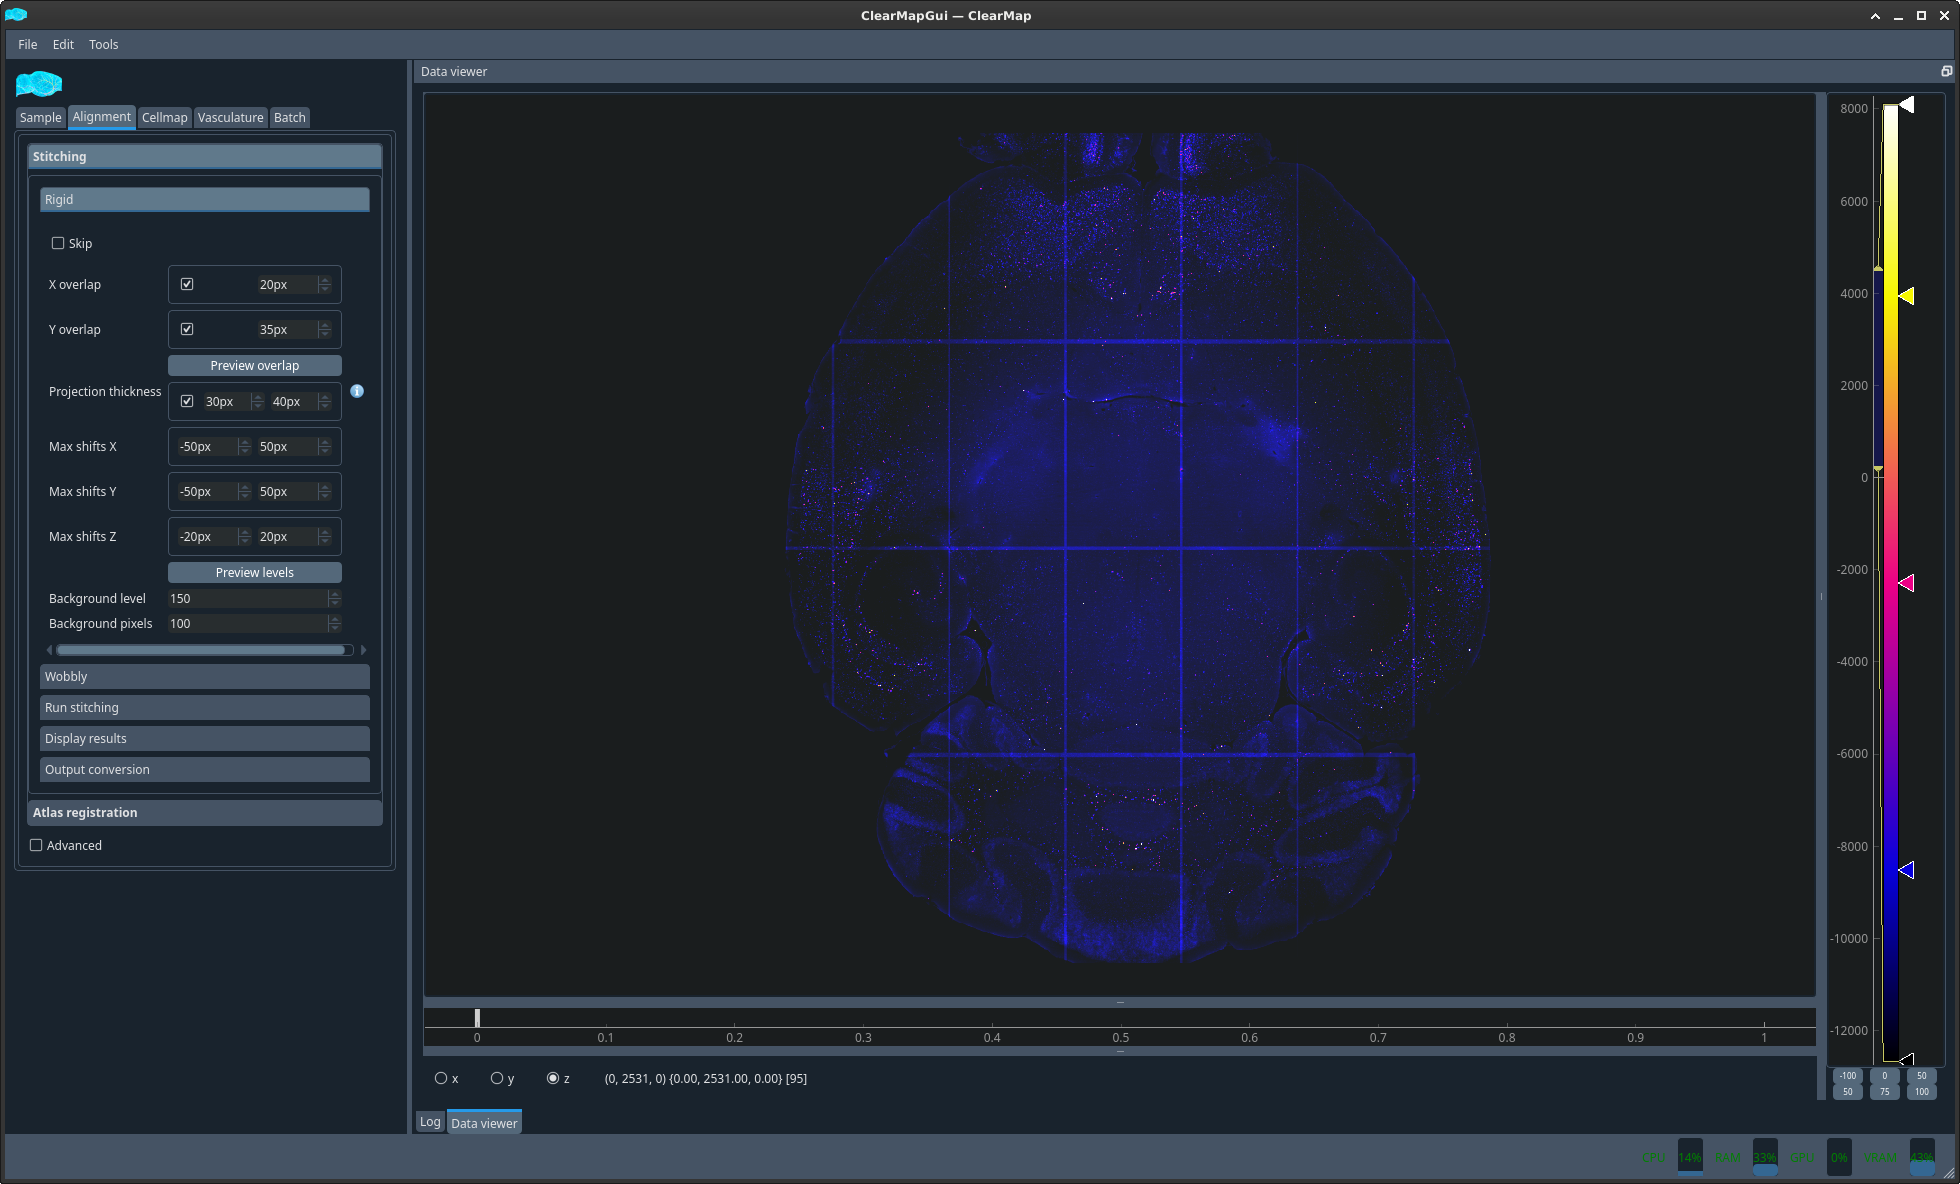 ClearMapGui — ClearMap
File Edit Tools
Sample Alignment Cellmap Vasculature Batch
Stitching
Rigid
Skip
X overlap 20px
Y overlap 35px
Preview overlap
Projection thickness 30px 40px
Max shifts X -50px 50px
Max shifts Y -50px 50px
Max shifts Z -20px 20px
Preview levels
Background level 150
Background pixels 100
Wobbly
Run stitching
Display results
Output conversion
Atlas registration
Advanced
Data viewer
8000
6000
4000
2000
0
-2000
-4000
-6000
-8000
-10000
-12000
0 0.1 0.2 0.3 0.4 0.5 0.6 0.7 0.8 0.9 1
x y z (0, 2531, 0) {0.00, 2531.00, 0.00} [95]
-100 0 50
50 75 100
Log Data viewer
CPU 14% RAM 33% GPU 0% VRAM 43%